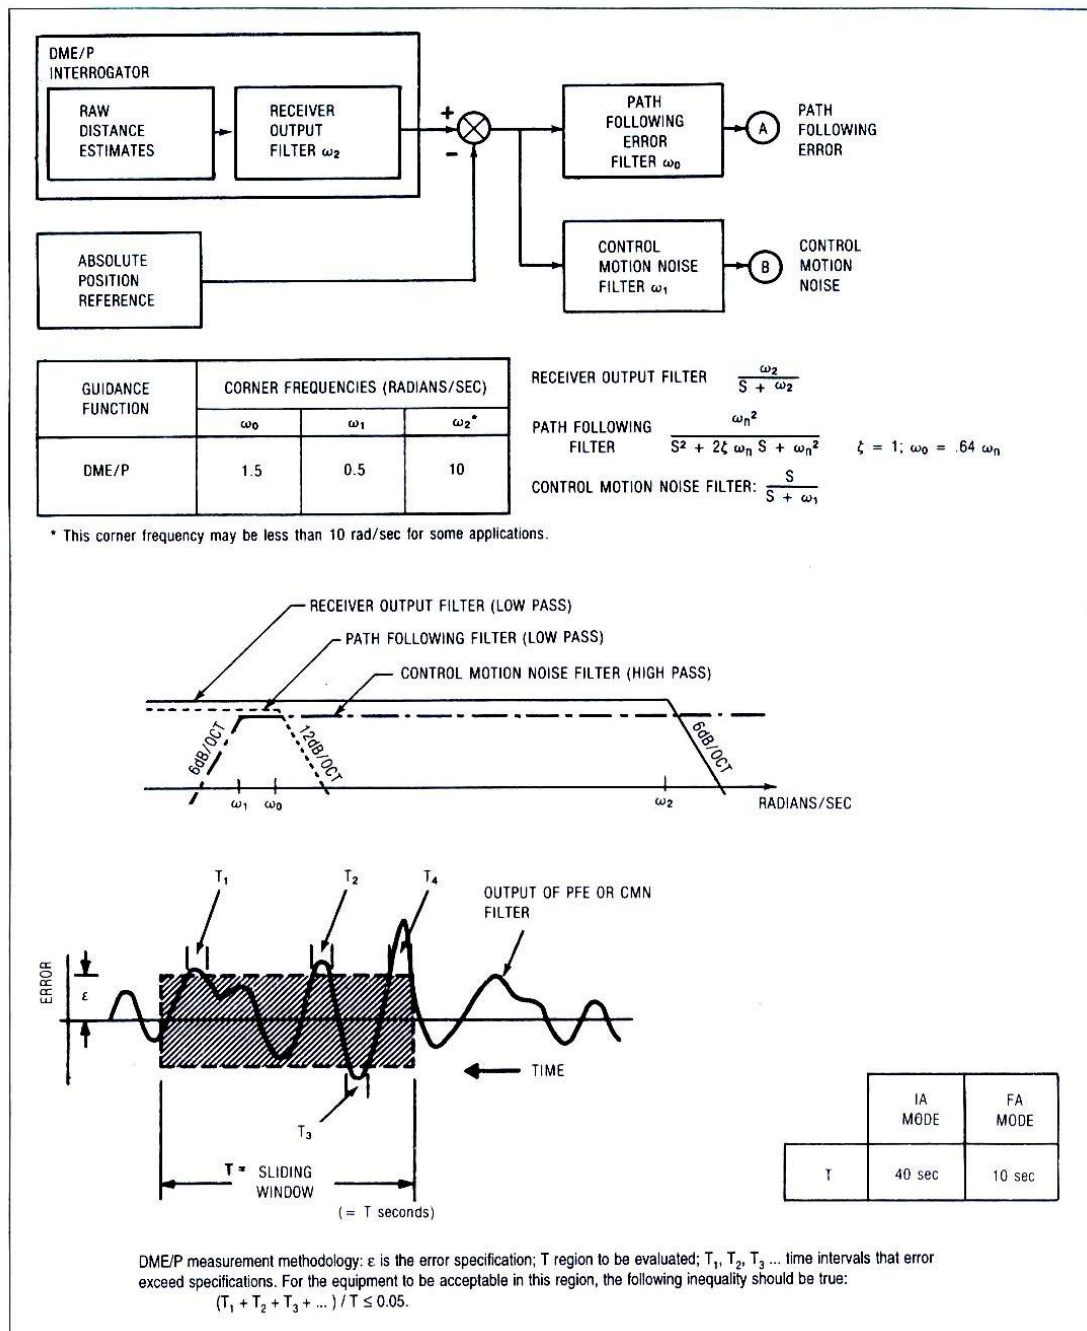 DME/P
INTERROGATOR
RAW
DISTANCE
ESTIMATES
RECEIVER
OUTPUT
FILTER ω₂
+
−
PATH
FOLLOWING
ERROR
FILTER ω₀
A
PATH
FOLLOWING
ERROR
ABSOLUTE
POSITION
REFERENCE
CONTROL
MOTION NOISE
FILTER ω₁
B
CONTROL
MOTION
NOISE
GUIDANCE
FUNCTION
CORNER FREQUENCIES (RADIANS/SEC)
ω₀ ω₁ ω₂*
DME/P 1.5 0.5 10
RECEIVER OUTPUT FILTER ω₂ / (S + ω₂)
PATH FOLLOWING
FILTER ωₙ² / (S² + 2ζ ωₙ S + ωₙ²) ζ = 1; ω₀ = .64 ωₙ
CONTROL MOTION NOISE FILTER: S / (S + ω₁)
* This corner frequency may be less than 10 rad/sec for some applications.
RECEIVER OUTPUT FILTER (LOW PASS)
PATH FOLLOWING FILTER (LOW PASS)
CONTROL MOTION NOISE FILTER (HIGH PASS)
6dB/OCT
12dB/OCT
6dB/OCT
ω₁ ω₀ ω₂
RADIANS/SEC
T₁ T₂ T₄
OUTPUT OF PFE OR CMN
FILTER
ERROR
ε
TIME
T₃
T = SLIDING
WINDOW
(= T seconds)
IA
MODE
FA
MODE
T 40 sec 10 sec
DME/P measurement methodology: ε is the error specification; T region to be evaluated; T₁, T₂, T₃ ... time intervals that error
exceed specifications. For the equipment to be acceptable in this region, the following inequality should be true:
(T₁ + T₂ + T₃ + ... ) / T ≤ 0.05.